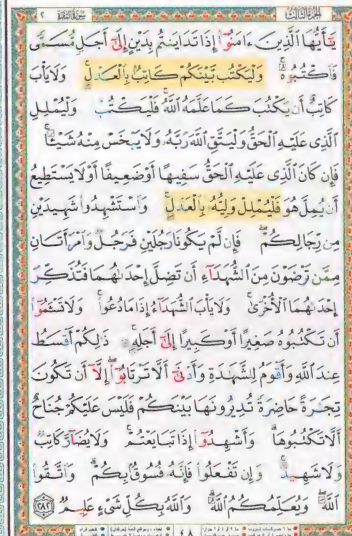 الجزء الثالث سورة البقرة ٢
يَٰٓأَيُّهَا ٱلَّذِينَ ءَامَنُوٓا۟ إِذَا تَدَايَنتُم بِدَيْنٍ إِلَىٰٓ أَجَلٍ مُّسَمًّى
فَٱكْتُبُوهُ ۚ وَلْيَكْتُب بَّيْنَكُمْ كَاتِبٌۢ بِٱلْعَدْلِ ۚ وَلَا يَأْبَ
كَاتِبٌ أَن يَكْتُبَ كَمَا عَلَّمَهُ ٱللَّهُ ۚ فَلْيَكْتُبْ وَلْيُمْلِلِ
ٱلَّذِى عَلَيْهِ ٱلْحَقُّ وَلْيَتَّقِ ٱللَّهَ رَبَّهُۥ وَلَا يَبْخَسْ مِنْهُ شَيْـًٔا ۚ
فَإِن كَانَ ٱلَّذِى عَلَيْهِ ٱلْحَقُّ سَفِيهًا أَوْ ضَعِيفًا أَوْ لَا يَسْتَطِيعُ
أَن يُمِلَّ هُوَ فَلْيُمْلِلْ وَلِيُّهُۥ بِٱلْعَدْلِ ۚ وَٱسْتَشْهِدُوا۟ شَهِيدَيْنِ
مِن رِّجَالِكُمْ ۖ فَإِن لَّمْ يَكُونَا رَجُلَيْنِ فَرَجُلٌ وَٱمْرَأَتَانِ
مِمَّن تَرْضَوْنَ مِنَ ٱلشُّهَدَآءِ أَن تَضِلَّ إِحْدَىٰهُمَا فَتُذَكِّرَ
إِحْدَىٰهُمَا ٱلْأُخْرَىٰ ۚ وَلَا يَأْبَ ٱلشُّهَدَآءُ إِذَا مَا دُعُوا۟ ۚ وَلَا تَسْـَٔمُوٓا۟
أَن تَكْتُبُوهُ صَغِيرًا أَوْ كَبِيرًا إِلَىٰٓ أَجَلِهِۦ ۚ ذَٰلِكُمْ أَقْسَطُ
عِندَ ٱللَّهِ وَأَقْوَمُ لِلشَّهَٰدَةِ وَأَدْنَىٰٓ أَلَّا تَرْتَابُوٓا۟ ۖ إِلَّآ أَن تَكُونَ
تِجَٰرَةً حَاضِرَةً تُدِيرُونَهَا بَيْنَكُمْ فَلَيْسَ عَلَيْكُمْ جُنَاحٌ
أَلَّا تَكْتُبُوهَا ۗ وَأَشْهِدُوٓا۟ إِذَا تَبَايَعْتُمْ ۚ وَلَا يُضَآرَّ كَاتِبٌ
وَلَا شَهِيدٌ ۚ وَإِن تَفْعَلُوا۟ فَإِنَّهُۥ فُسُوقٌۢ بِكُمْ ۗ وَٱتَّقُوا۟
ٱللَّهَ ۖ وَيُعَلِّمُكُمُ ٱللَّهُ ۗ وَٱللَّهُ بِكُلِّ شَىْءٍ عَلِيمٌ ٢٨٢
٤٨